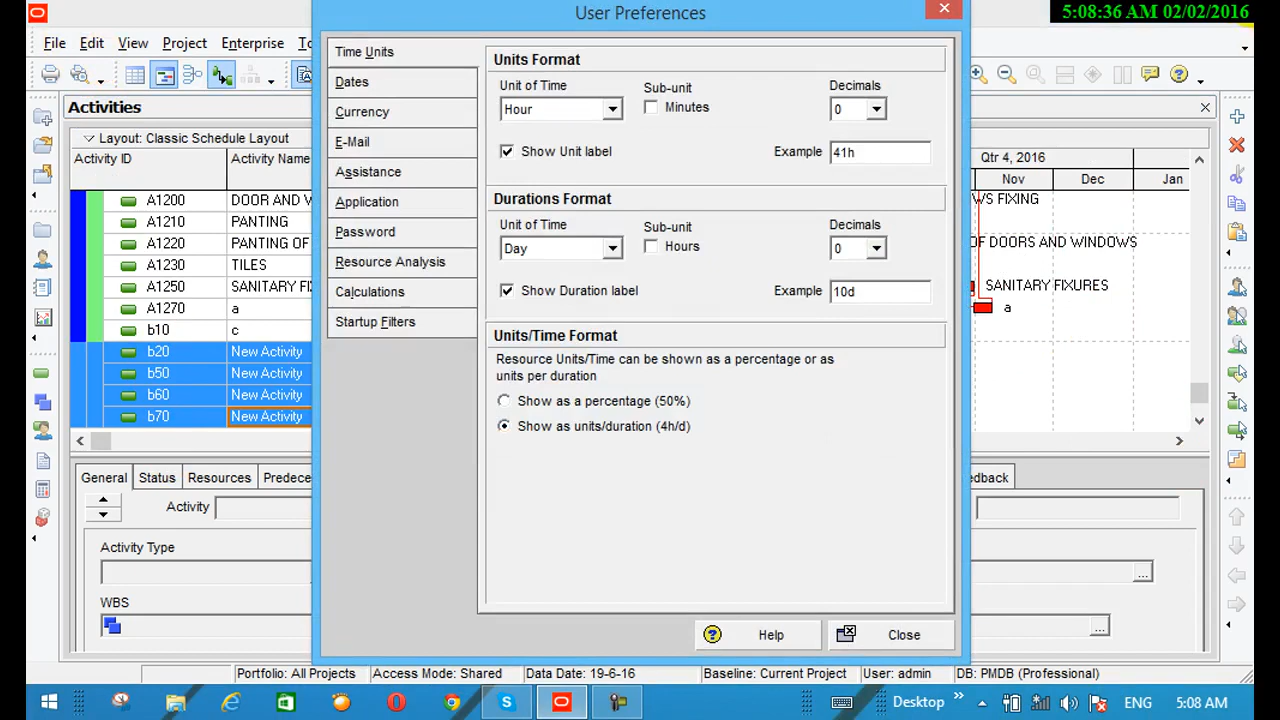 User Preferences
5:08:36 AM 02/02/2016
File Edit View Project Enterprise
Activities
Layout: Classic Schedule Layout
Activity ID Activity Name
A1200 DOOR AND
A1210 PANTING
A1220 PANTING OF
A1230 TILES
A1250 SANITARY
A1270 a
b10 c
b20 New Activity
b50 New Activity
b60 New Activity
b70 New Activity
Time Units
Dates
Currency
E-Mail
Assistance
Application
Password
Resource Analysis
Calculations
Startup Filters
Units Format
Unit of Time Sub-unit Decimals
Hour Minutes 0
Show Unit label Example 41h
Durations Format
Unit of Time Sub-unit Decimals
Day Hours 0
Show Duration label Example 10d
Units/Time Format
Resource Units/Time can be shown as a percentage or as
units per duration
Show as a percentage (50%)
Show as units/duration (4h/d)
Help Close
Qtr 4, 2016
Nov Dec Jan
WS FIXING
OF DOORS AND WINDOWS
SANITARY FIXURES
a
General Status Resources Predece
edback
Activity
Activity Type
WBS
Portfolio: All Projects Access Mode: Shared Data Date: 19-6-16 Baseline: Current Project User: admin DB: PMDB (Professional)
Desktop ENG 5:08 AM